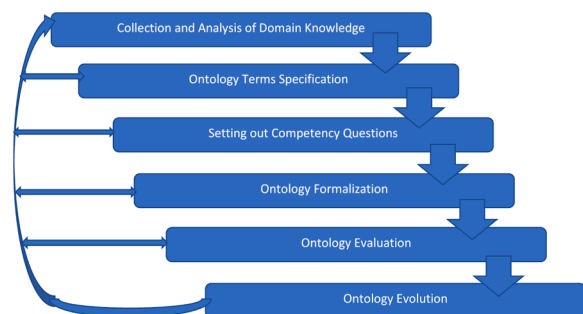 Collection and Analysis of Domain Knowledge
Ontology Terms Specification
Setting out Competency Questions
Ontology Formalization
Ontology Evaluation
Ontology Evolution